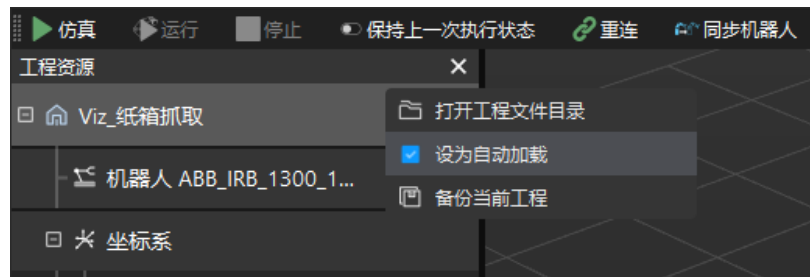 仿真 运行 停止 保持上一次执行状态 重连 同步机器人
工程资源
Viz_纸箱抓取
打开工程文件目录
设为自动加载
机器人 ABB_IRB_1300_1...
备份当前工程
坐标系